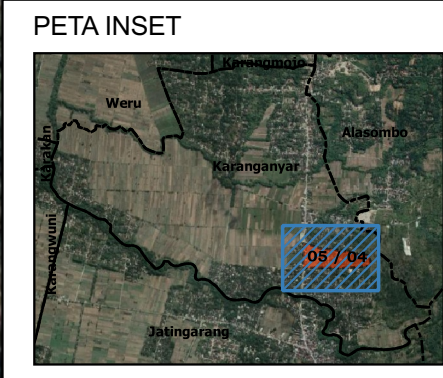 PETA INSET
Karangmojo
Weru
Alasombo
Karakan
Karanganyar
Karangwuni
05 / 04
Jatingarang